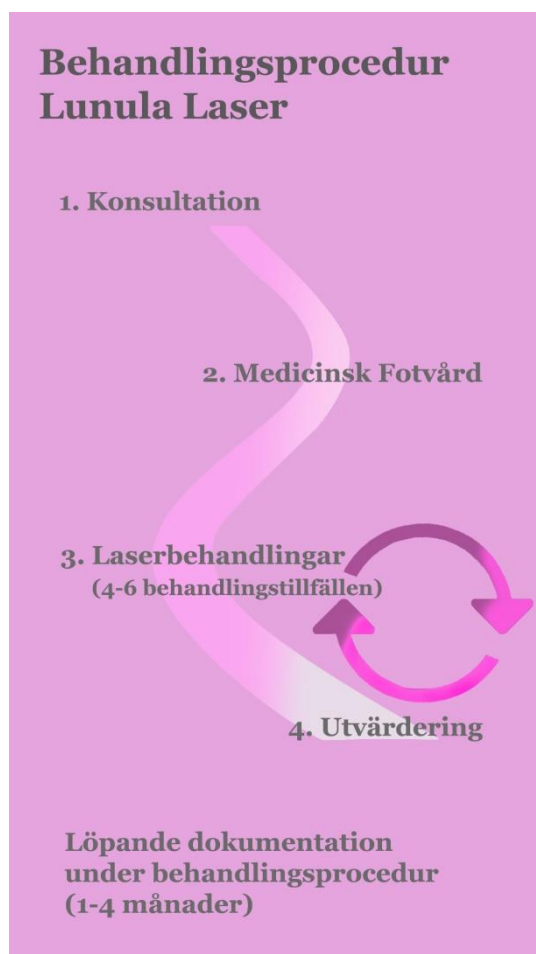 Behandlingsprocedur
Lunula Laser
1. Konsultation
2. Medicinsk Fotvård
3. Laserbehandlingar
(4-6 behandlingstillfällen)
4. Utvärdering
Löpande dokumentation
under behandlingsprocedur
(1-4 månader)